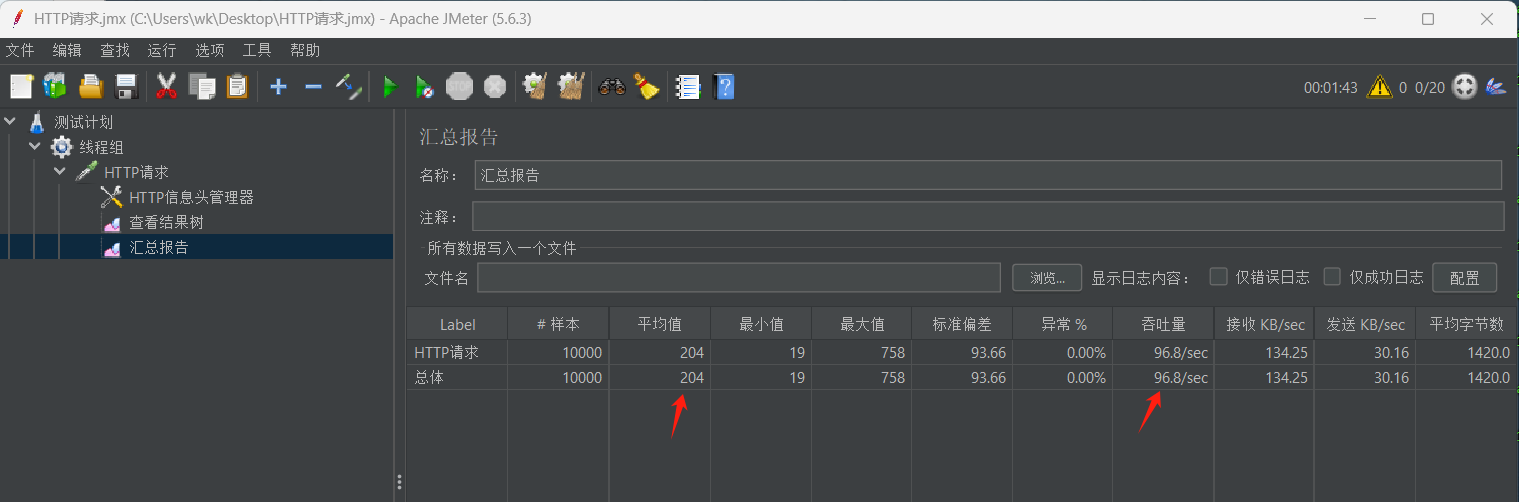 HTTP请求.jmx (C:\Users\wk\Desktop\HTTP请求.jmx) - Apache JMeter (5.6.3)
文件 编辑 查找 运行 选项 工具 帮助
STOP 00:01:43 0 0/20
测试计划
线程组
HTTP请求
HTTP信息头管理器
查看结果树
汇总报告
汇总报告
名称： 汇总报告
注释：
所有数据写入一个文件
文件名 浏览... 显示日志内容： 仅错误日志 仅成功日志 配置
Label # 样本 平均值 最小值 最大值 标准偏差 异常 % 吞吐量 接收 KB/sec 发送 KB/sec 平均字节数
HTTP请求 10000 204 19 758 93.66 0.00% 96.8/sec 134.25 30.16 1420.0
总体 10000 204 19 758 93.66 0.00% 96.8/sec 134.25 30.16 1420.0